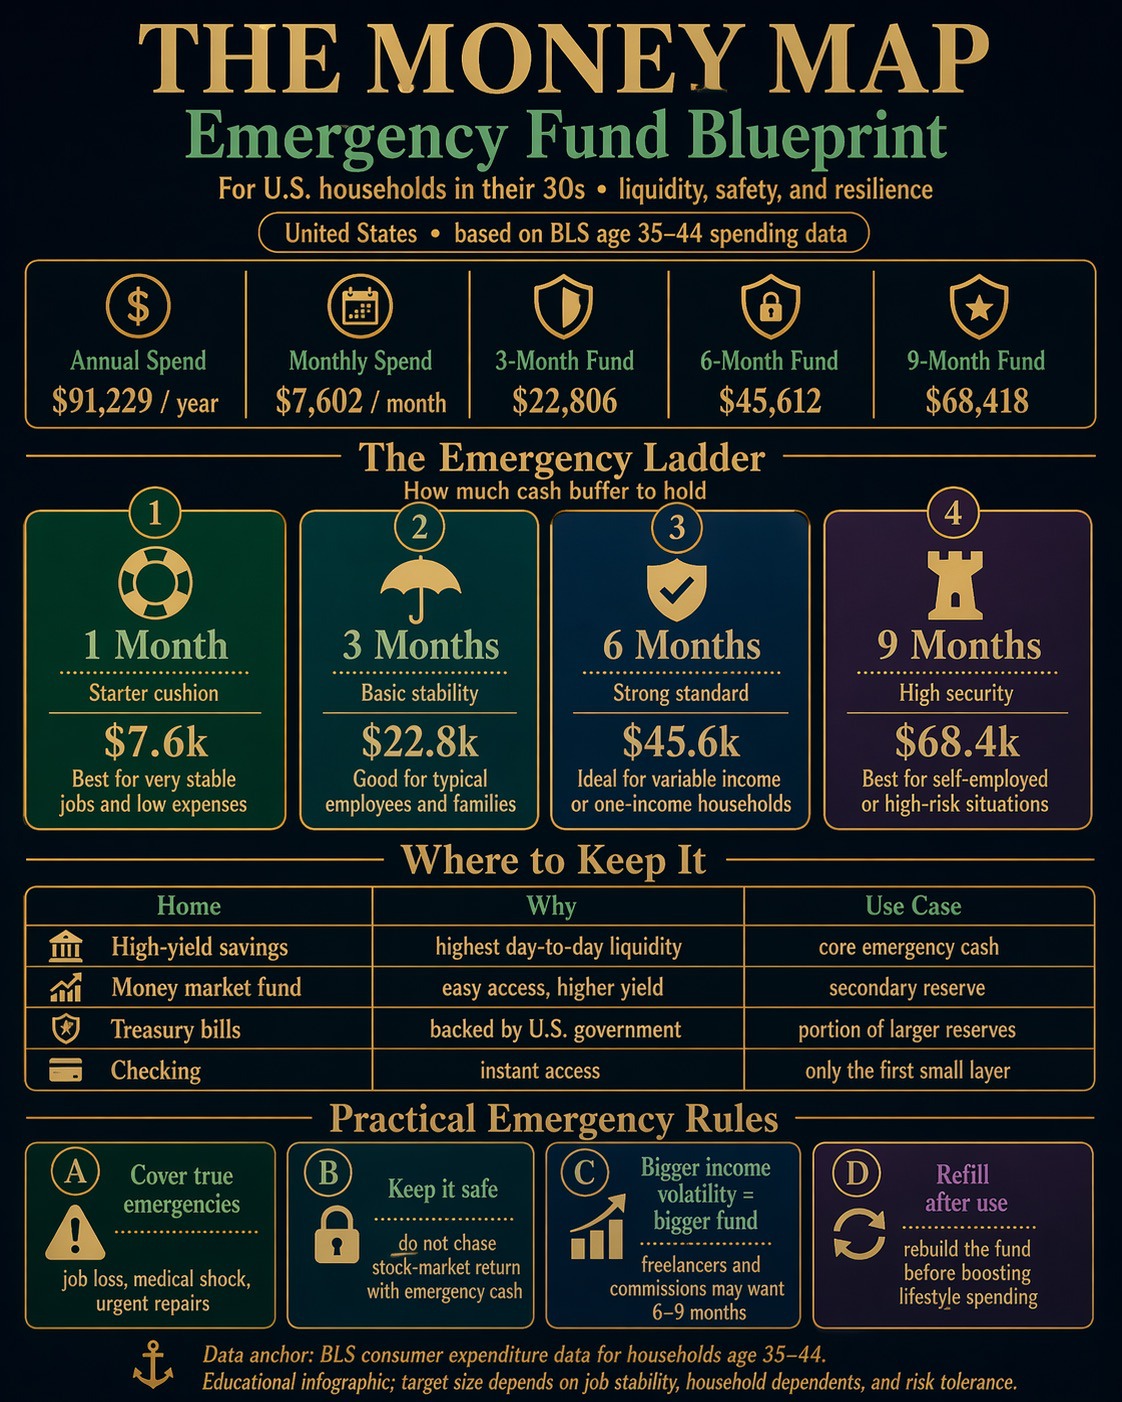 THE MONEY MAP
Emergency Fund Blueprint
For U.S. households in their 30s • liquidity, safety, and resilience
United States • based on BLS age 35–44 spending data
$
Annual Spend
$91,229 / year
Monthly Spend
$7,602 / month
3-Month Fund
$22,806
6-Month Fund
$45,612
9-Month Fund
$68,418
The Emergency Ladder
How much cash buffer to hold
1
1 Month
Starter cushion
$7.6k
Best for very stable
jobs and low expenses
2
3 Months
Basic stability
$22.8k
Good for typical
employees and families
3
6 Months
Strong standard
$45.6k
Ideal for variable income
or one-income households
4
9 Months
High security
$68.4k
Best for self-employed
or high-risk situations
Where to Keep It
Home Why Use Case
High-yield savings highest day-to-day liquidity core emergency cash
Money market fund easy access, higher yield secondary reserve
Treasury bills backed by U.S. government portion of larger reserves
Checking instant access only the first small layer
Practical Emergency Rules
A
Cover true
emergencies
job loss, medical shock,
urgent repairs
B
Keep it safe
do not chase
stock-market return
with emergency cash
C
Bigger income
volatility =
bigger fund
freelancers and
commissions may want
6–9 months
D
Refill
after use
rebuild the fund
before boosting
lifestyle spending
Data anchor: BLS consumer expenditure data for households age 35–44.
Educational infographic; target size depends on job stability, household dependents, and risk tolerance.